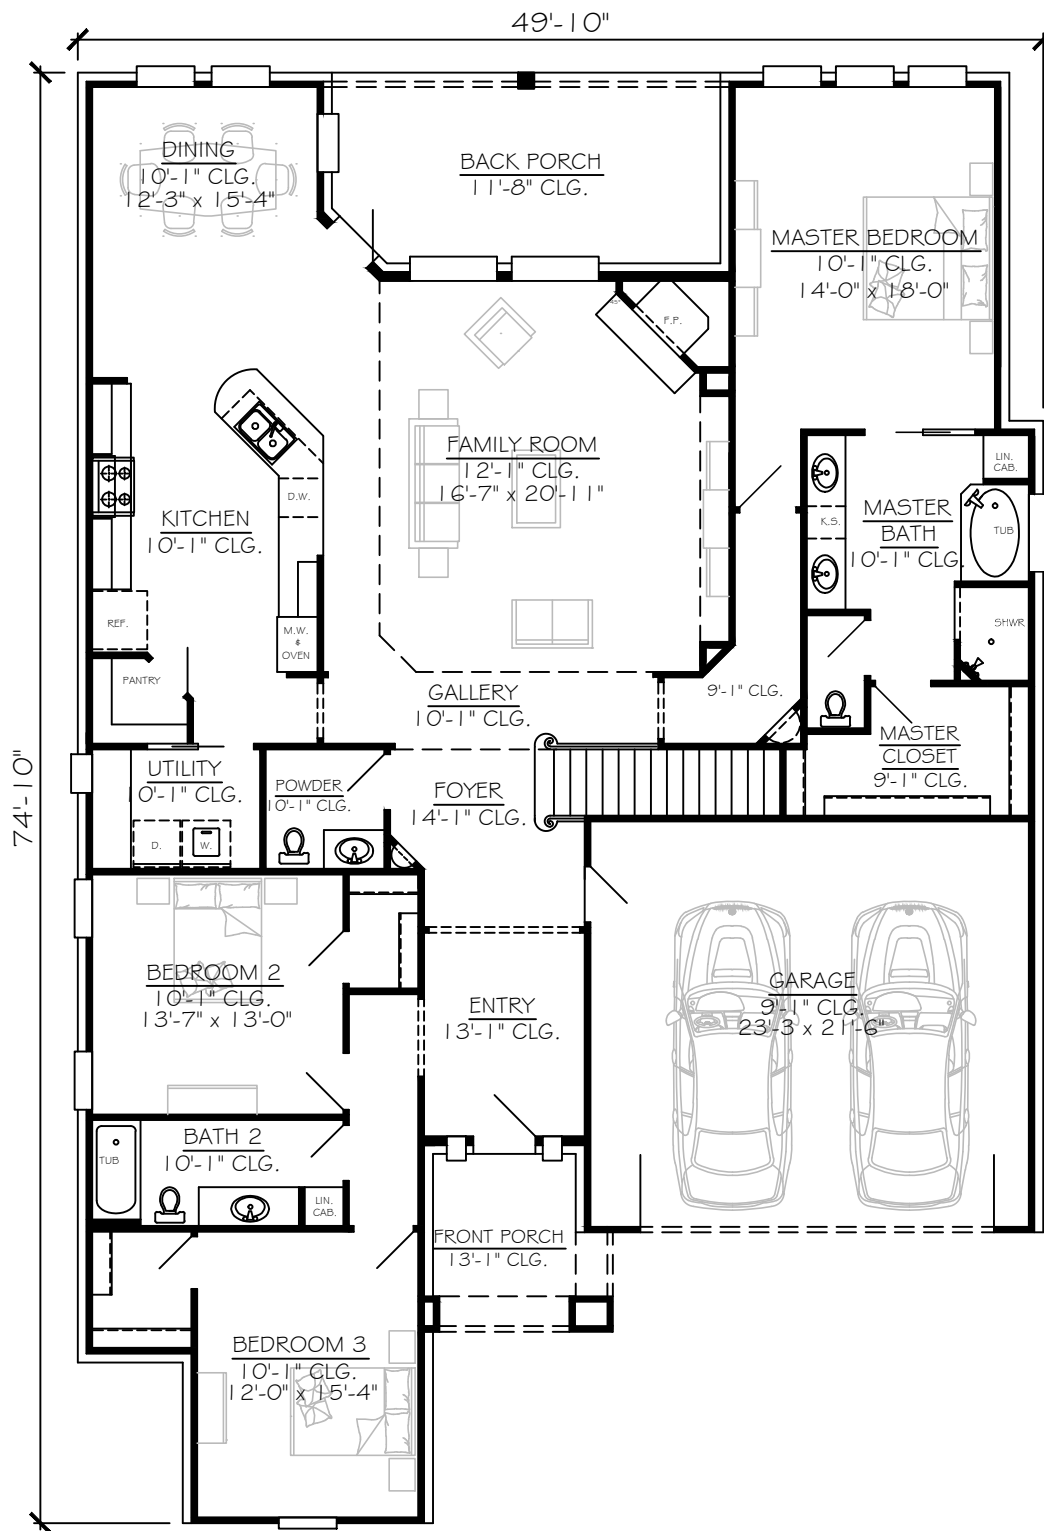 49'-10"
DINING
10'-1" CLG.
12'-3" x 15'-4"
BACK PORCH
11'-8" CLG.
MASTER BEDROOM
10'-1" CLG.
14'-0" x 18'-0"
45°
F.P.
FAMILY ROOM
12'-1" CLG.
16'-7" x 20'-11"
LIN.
CAB.
D.W.
KITCHEN
10'-1" CLG.
K.S.
MASTER
BATH
10'-1" CLG.
TUB
REF.
M.W.
&
OVEN
SHWR
PANTRY
GALLERY
10'-1" CLG.
9'-1" CLG.
MASTER
CLOSET
9'-1" CLG.
74'-10"
UTILITY
10'-1" CLG.
POWDER
10'-1" CLG.
FOYER
14'-1" CLG.
D.
W.
BEDROOM 2
10'-1" CLG.
13'-7" x 13'-0"
ENTRY
13'-1" CLG.
GARAGE
9'-1" CLG.
23'-3 x 21'-6"
BATH 2
10'-1" CLG.
TUB
LIN.
CAB.
FRONT PORCH
13'-1" CLG.
BEDROOM 3
10'-1" CLG.
12'-0" x 15'-4"